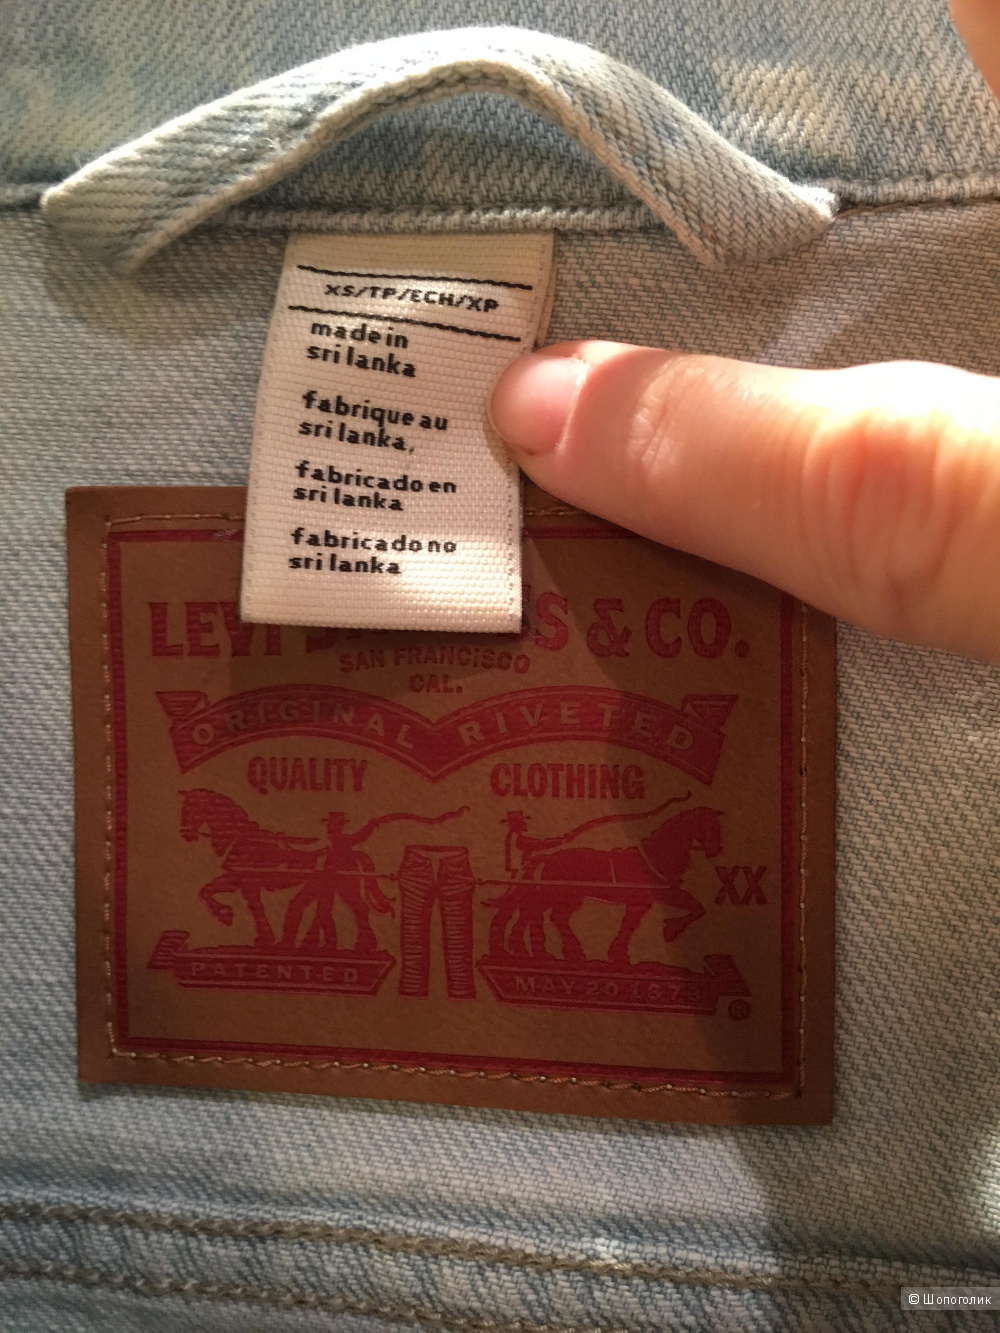 XS/TP/ECH/XP
made in
sri lanka
fabrique au
sri lanka,
fabricado en
sri lanka
fabricado no
sri lanka
LEVI S & CO.
SAN FRANCISCO
CAL.
ORIGINAL RIVETED
QUALITY CLOTHING
XX
PATENTED MAY 20 1873
®
© Шопоголик